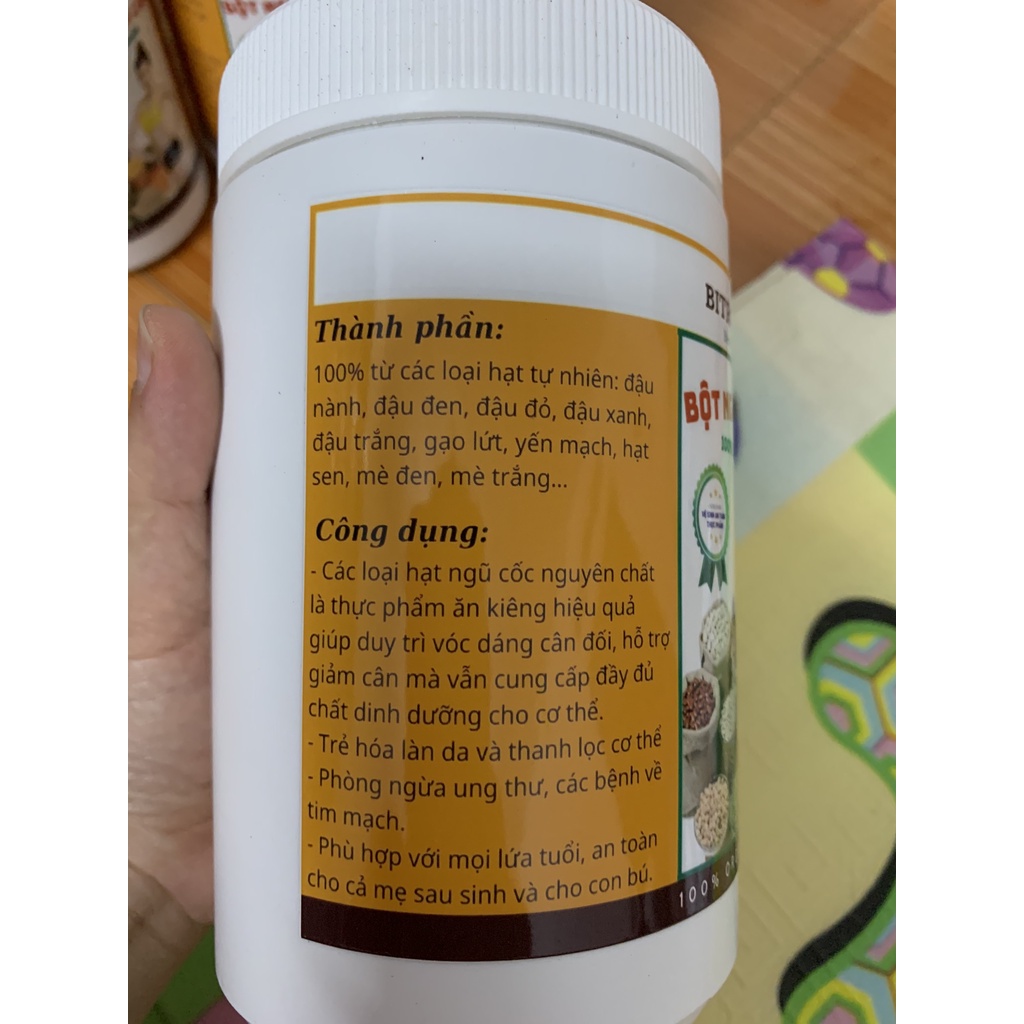 BỘT
Thành phần:
100% từ các loại hạt tự nhiên: đậu
nành, đậu đen, đậu đỏ, đậu xanh,
đậu trắng, gạo lứt, yến mạch, hạt
sen, mè đen, mè trắng...
Công dụng:
- Các loại hạt ngũ cốc nguyên chất
là thực phẩm ăn kiêng hiệu quả
giúp duy trì vóc dáng cân đối, hỗ trợ
giảm cân mà vẫn cung cấp đầy đủ
chất dinh dưỡng cho cơ thể.
- Trẻ hóa làn da và thanh lọc cơ thể
- Phòng ngừa ung thư, các bệnh về
tim mạch.
- Phù hợp với mọi lứa tuổi, an toàn
cho cả mẹ sau sinh và cho con bú.
BỘT
100%